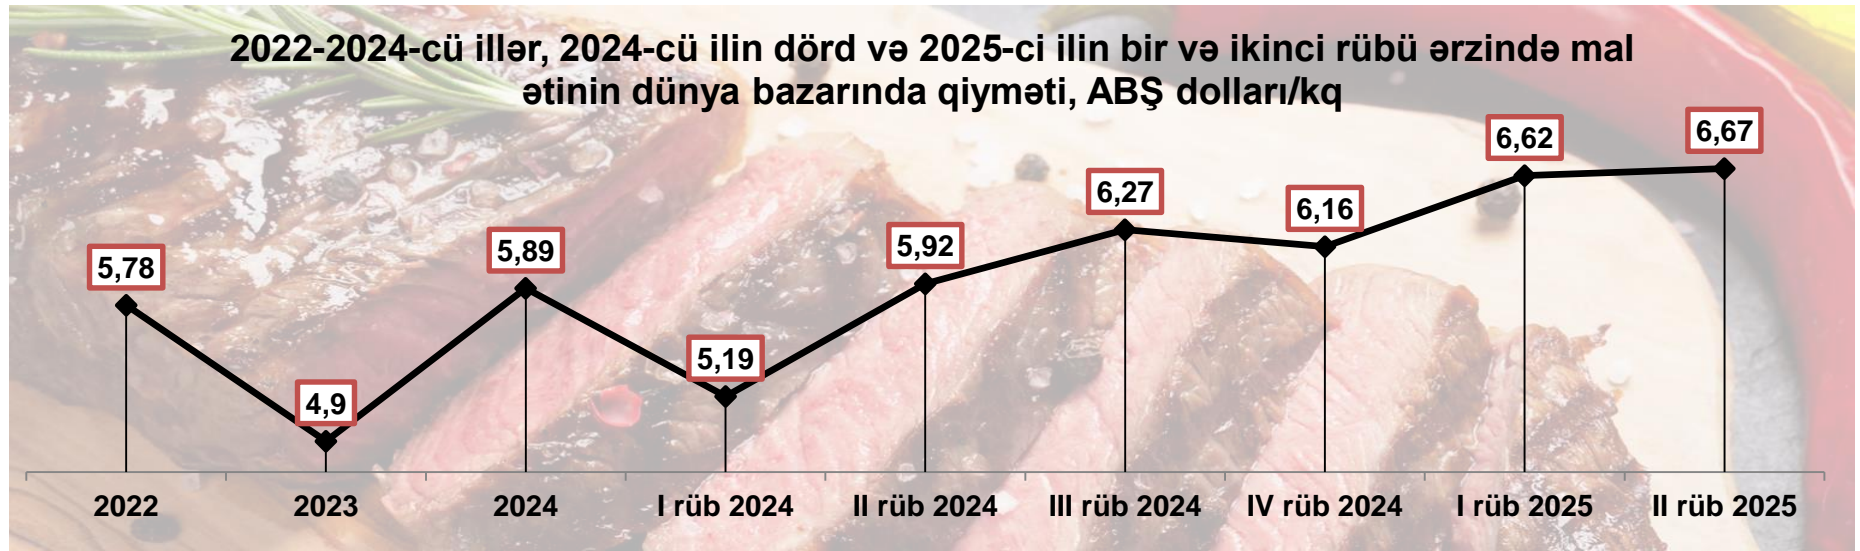 2022-2024-cü illər, 2024-cü ilin dörd və 2025-ci ilin bir və ikinci rübü ərzində mal
ətinin dünya bazarında qiyməti, ABŞ dolları/kq
5,78
4,9
5,89
5,19
5,92
6,27
6,16
6,62
6,67
2022
2023
2024
I rüb 2024
II rüb 2024
III rüb 2024
IV rüb 2024
I rüb 2025
II rüb 2025